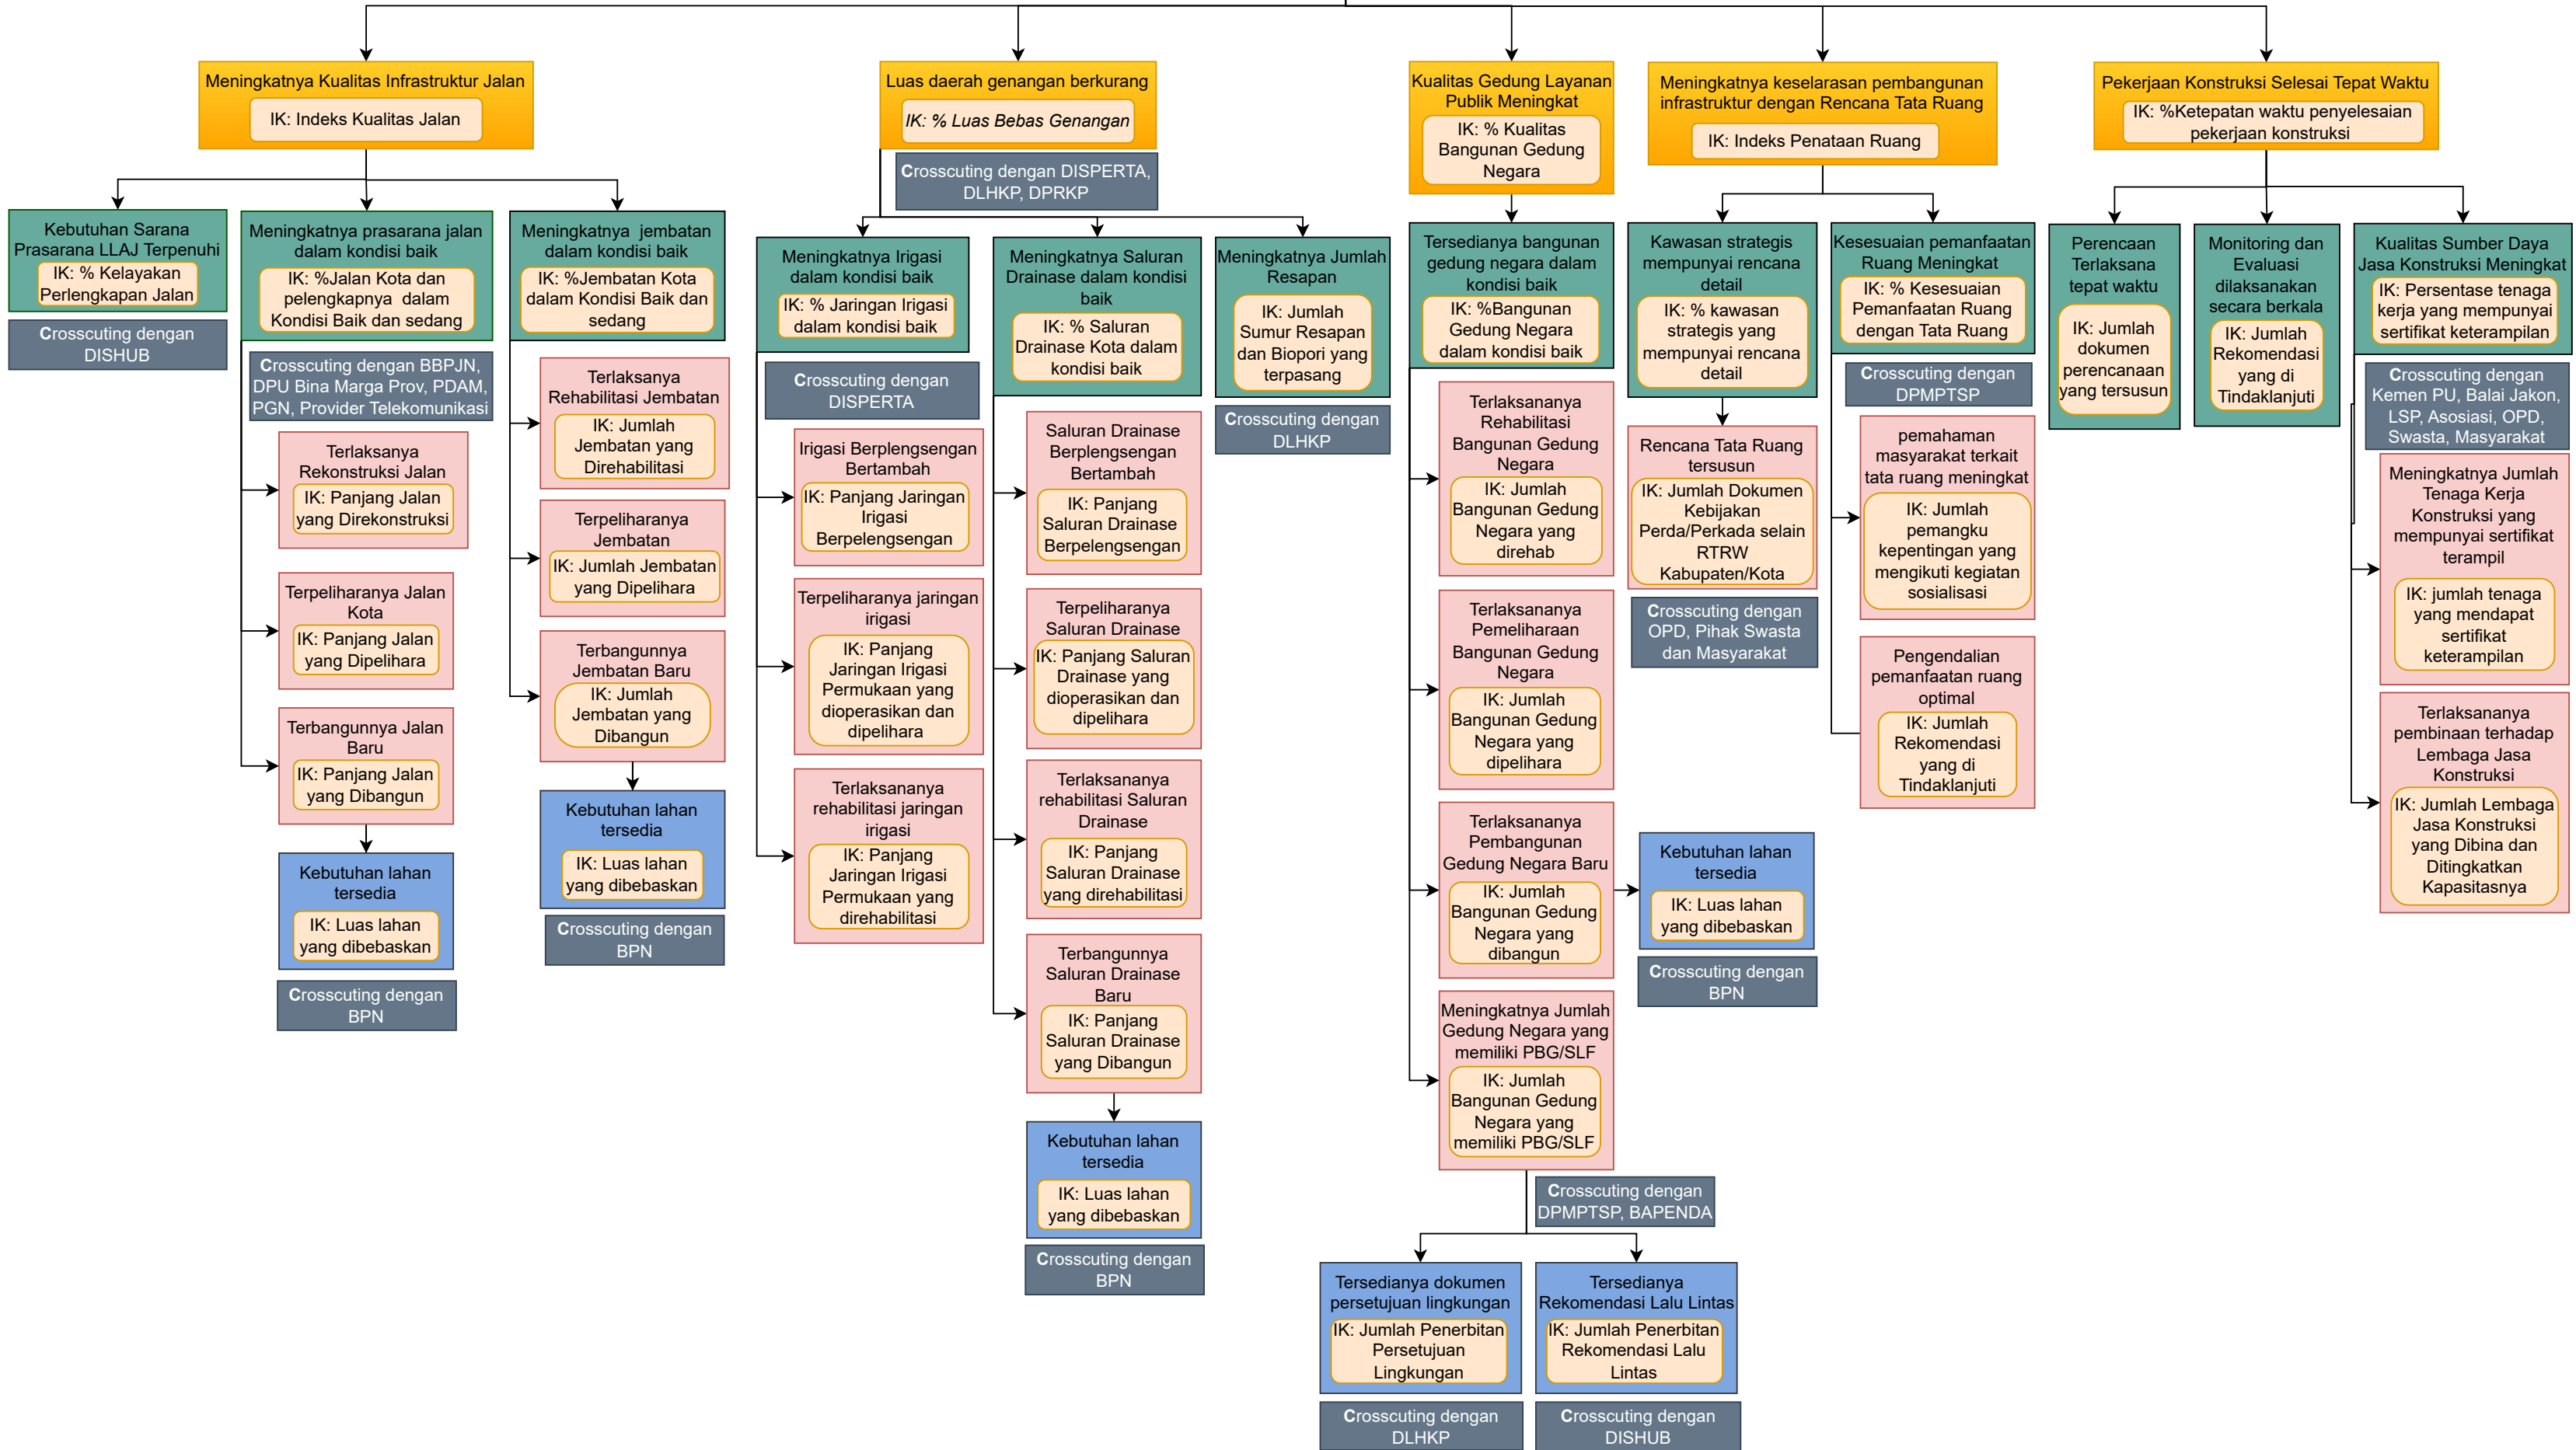 Meningkatnya Kualitas Infrastruktur Jalan
IK: Indeks Kualitas Jalan
Kebutuhan Sarana
Prasarana LLAJ Terpenuhi
IK: % Kelayakan
Perlengkapan Jalan
Crosscuting dengan
DISHUB
Meningkatnya prasarana jalan
dalam kondisi baik
IK: %Jalan Kota dan
pelengkapnya dalam
Kondisi Baik dan sedang
Crosscuting dengan BBPJN,
DPU Bina Marga Prov, PDAM,
PGN, Provider Telekomunikasi
Terlaksanya
Rekonstruksi Jalan
IK: Panjang Jalan
yang Direkonstruksi
Terpeliharanya Jalan
Kota
IK: Panjang Jalan
yang Dipelihara
Terbangunnya Jalan
Baru
IK: Panjang Jalan
yang Dibangun
Kebutuhan lahan
tersedia
IK: Luas lahan
yang dibebaskan
Crosscuting dengan
BPN
Meningkatnya jembatan
dalam kondisi baik
IK: %Jembatan Kota
dalam Kondisi Baik dan
sedang
Terlaksanya
Rehabilitasi Jembatan
IK: Jumlah
Jembatan yang
Direhabilitasi
Terpeliharanya
Jembatan
IK: Jumlah Jembatan
yang Dipelihara
Terbangunnya
Jembatan Baru
IK: Jumlah
Jembatan yang
Dibangun
Kebutuhan lahan
tersedia
IK: Luas lahan
yang dibebaskan
Crosscuting dengan
BPN
Luas daerah genangan berkurang
IK: % Luas Bebas Genangan
Crosscuting dengan DISPERTA,
DLHKP, DPRKP
Meningkatnya Irigasi
dalam kondisi baik
IK: % Jaringan Irigasi
dalam kondisi baik
Crosscuting dengan
DISPERTA
Irigasi Berplengsengan
Bertambah
IK: Panjang Jaringan
Irigasi
Berpelengsengan
Terpeliharanya jaringan
irigasi
IK: Panjang
Jaringan Irigasi
Permukaan yang
dioperasikan dan
dipelihara
Terlaksananya
rehabilitasi jaringan
irigasi
IK: Panjang
Jaringan Irigasi
Permukaan yang
direhabilitasi
Meningkatnya Saluran
Drainase dalam kondisi
baik
IK: % Saluran
Drainase Kota dalam
kondisi baik
Saluran Drainase
Berplengsengan
Bertambah
IK: Panjang
Saluran Drainase
Berpelengsengan
Terpeliharanya
Saluran Drainase
IK: Panjang Saluran
Drainase yang
dioperasikan dan
dipelihara
Terlaksananya
rehabilitasi Saluran
Drainase
IK: Panjang
Saluran Drainase
yang direhabilitasi
Terbangunnya
Saluran Drainase
Baru
IK: Panjang
Saluran Drainase
yang Dibangun
Kebutuhan lahan
tersedia
IK: Luas lahan
yang dibebaskan
Crosscuting dengan
BPN
Meningkatnya Jumlah
Resapan
IK: Jumlah
Sumur Resapan
dan Biopori yang
terpasang
Crosscuting dengan
DLHKP
Kualitas Gedung Layanan
Publik Meningkat
IK: % Kualitas
Bangunan Gedung
Negara
Tersedianya bangunan
gedung negara dalam
kondisi baik
IK: %Bangunan
Gedung Negara
dalam kondisi baik
Terlaksananya
Rehabilitasi
Bangunan Gedung
Negara
IK: Jumlah
Bangunan Gedung
Negara yang
direhab
Terlaksananya
Pemeliharaan
Bangunan Gedung
Negara
IK: Jumlah
Bangunan Gedung
Negara yang
dipelihara
Terlaksananya
Pembangunan
Gedung Negara Baru
IK: Jumlah
Bangunan Gedung
Negara yang
dibangun
Kebutuhan lahan
tersedia
IK: Luas lahan
yang dibebaskan
Crosscuting dengan
BPN
Meningkatnya Jumlah
Gedung Negara yang
memiliki PBG/SLF
IK: Jumlah
Bangunan Gedung
Negara yang
memiliki PBG/SLF
Crosscuting dengan
DPMPTSP, BAPENDA
Tersedianya dokumen
persetujuan lingkungan
IK: Jumlah Penerbitan
Persetujuan
Lingkungan
Crosscuting dengan
DLHKP
Tersedianya
Rekomendasi Lalu Lintas
IK: Jumlah Penerbitan
Rekomendasi Lalu
Lintas
Crosscuting dengan
DISHUB
Meningkatnya keselarasan pembangunan
infrastruktur dengan Rencana Tata Ruang
IK: Indeks Penataan Ruang
Kawasan strategis
mempunyai rencana
detail
IK: % kawasan
strategis yang
mempunyai rencana
detail
Rencana Tata Ruang
tersusun
IK: Jumlah Dokumen
Kebijakan
Perda/Perkada selain
RTRW
Kabupaten/Kota
Crosscuting dengan
OPD, Pihak Swasta
dan Masyarakat
Kesesuaian pemanfaatan
Ruang Meningkat
IK: % Kesesuaian
Pemanfaatan Ruang
dengan Tata Ruang
Crosscuting dengan
DPMPTSP
pemahaman
masyarakat terkait
tata ruang meningkat
IK: Jumlah
pemangku
kepentingan yang
mengikuti kegiatan
sosialisasi
Pengendalian
pemanfaatan ruang
optimal
IK: Jumlah
Rekomendasi
yang di
Tindaklanjuti
Pekerjaan Konstruksi Selesai Tepat Waktu
IK: %Ketepatan waktu penyelesaian
pekerjaan konstruksi
Perencaan
Terlaksana
tepat waktu
IK: Jumlah
dokumen
perencanaan
yang tersusun
Monitoring dan
Evaluasi
dilaksanakan
secara berkala
IK: Jumlah
Rekomendasi
yang di
Tindaklanjuti
Kualitas Sumber Daya
Jasa Konstruksi Meningkat
IK: Persentase tenaga
kerja yang mempunyai
sertifikat keterampilan
Crosscuting dengan
Kemen PU, Balai Jakon,
LSP, Asosiasi, OPD,
Swasta, Masyarakat
Meningkatnya Jumlah
Tenaga Kerja
Konstruksi yang
mempunyai sertifikat
terampil
IK: jumlah tenaga
yang mendapat
sertifikat
keterampilan
Terlaksananya
pembinaan terhadap
Lembaga Jasa
Konstruksi
IK: Jumlah Lembaga
Jasa Konstruksi
yang Dibina dan
Ditingkatkan
Kapasitasnya